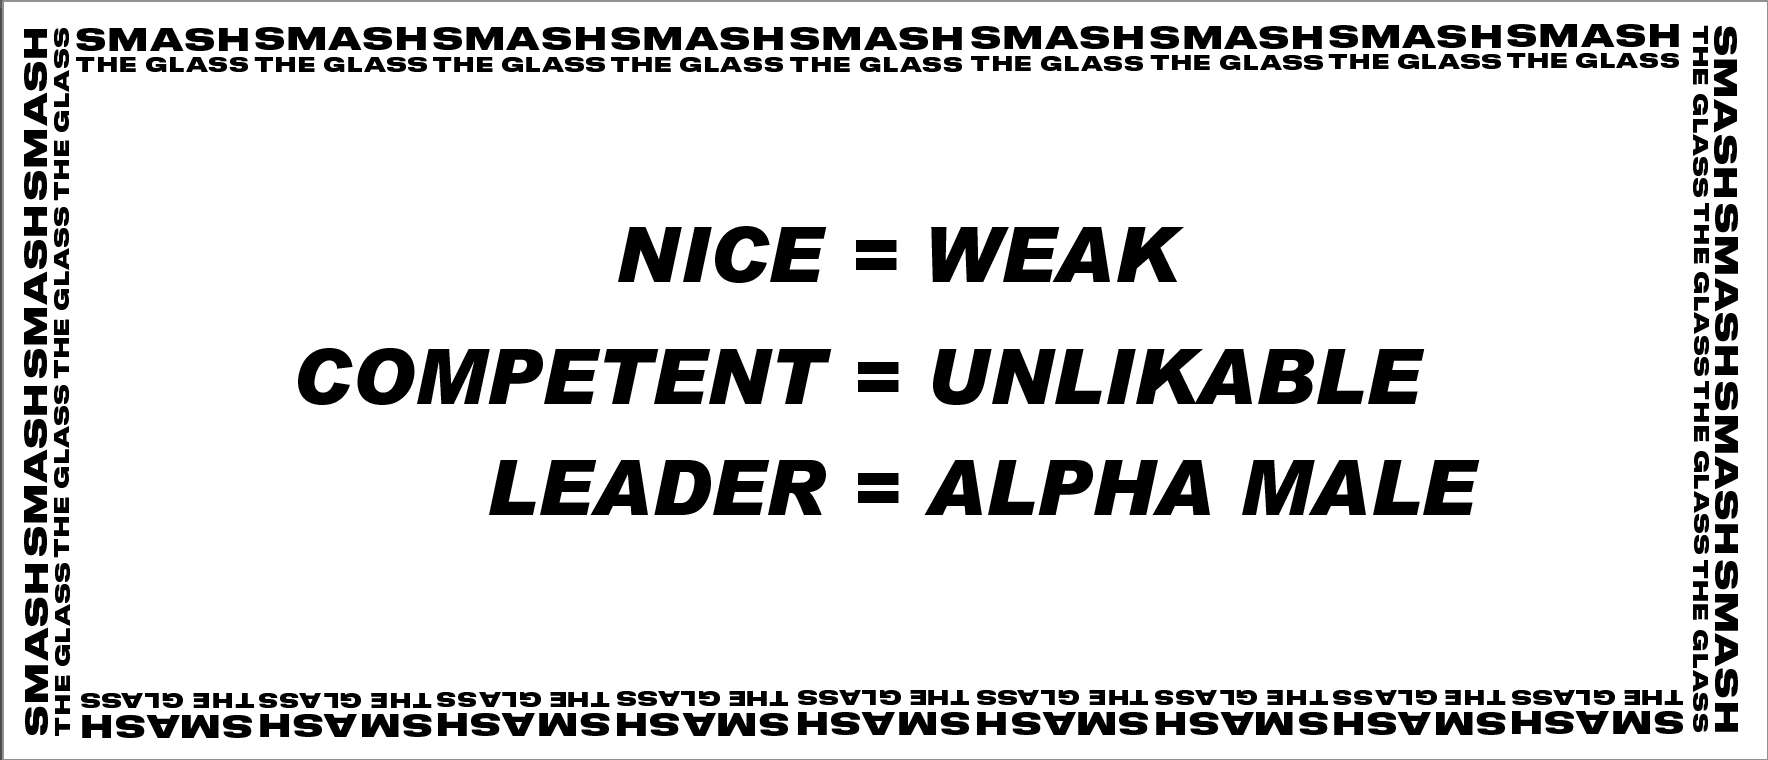 SMASH SMASH SMASH SMASH SMASH SMASH SMASH SMASH SMASH
THE GLASS THE GLASS THE GLASS THE GLASS THE GLASS THE GLASS THE GLASS THE GLASS THE GLASS
SMASH SMASH SMASH SMASH
THE GLASS THE GLASS THE GLASS THE GLASS
NICE = WEAK
COMPETENT = UNLIKABLE
LEADER = ALPHA MALE
SMASH SMASH SMASH SMASH
THE GLASS THE GLASS THE GLASS THE GLASS
SMASH SMASH SMASH SMASH SMASH SMASH SMASH SMASH SMASH
THE GLASS THE GLASS THE GLASS THE GLASS THE GLASS THE GLASS THE GLASS THE GLASS THE GLASS